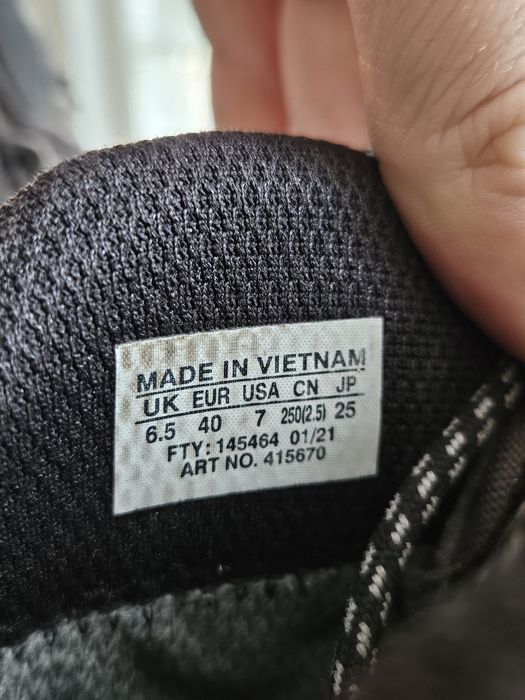 MADE IN VIETNAM
UK EUR USA CN JP
6.5 40 7 250(2.5) 25
FTY: 145464 01/21
ART NO. 415670